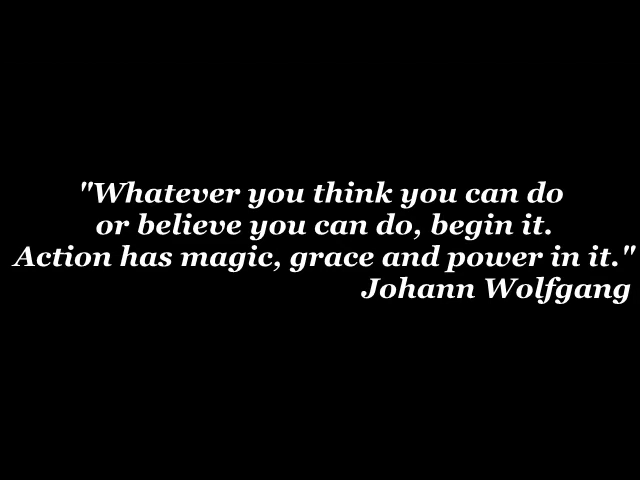 "Whatever you think you can do
or believe you can do, begin it.
Action has magic, grace and power in it."
Johann Wolfgang